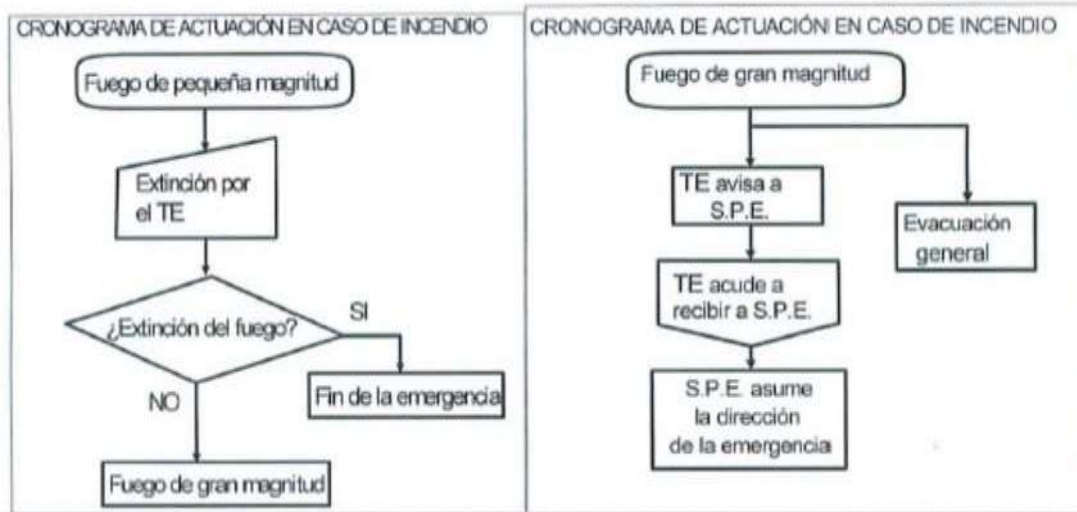 CRONOGRAMA DE ACTUACIÓN EN CASO DE INCENDIO
Fuego de pequeña magnitud
Extinción por
el TE
¿Extinción del fuego?
SI
Fin de la emergencia
NO
Fuego de gran magnitud
CRONOGRAMA DE ACTUACIÓN EN CASO DE INCENDIO
Fuego de gran magnitud
TE avisa a
S.P.E.
Evacuación
general
TE acude a
recibir a S.P.E.
S.P.E. asume
la dirección
de la emergencia